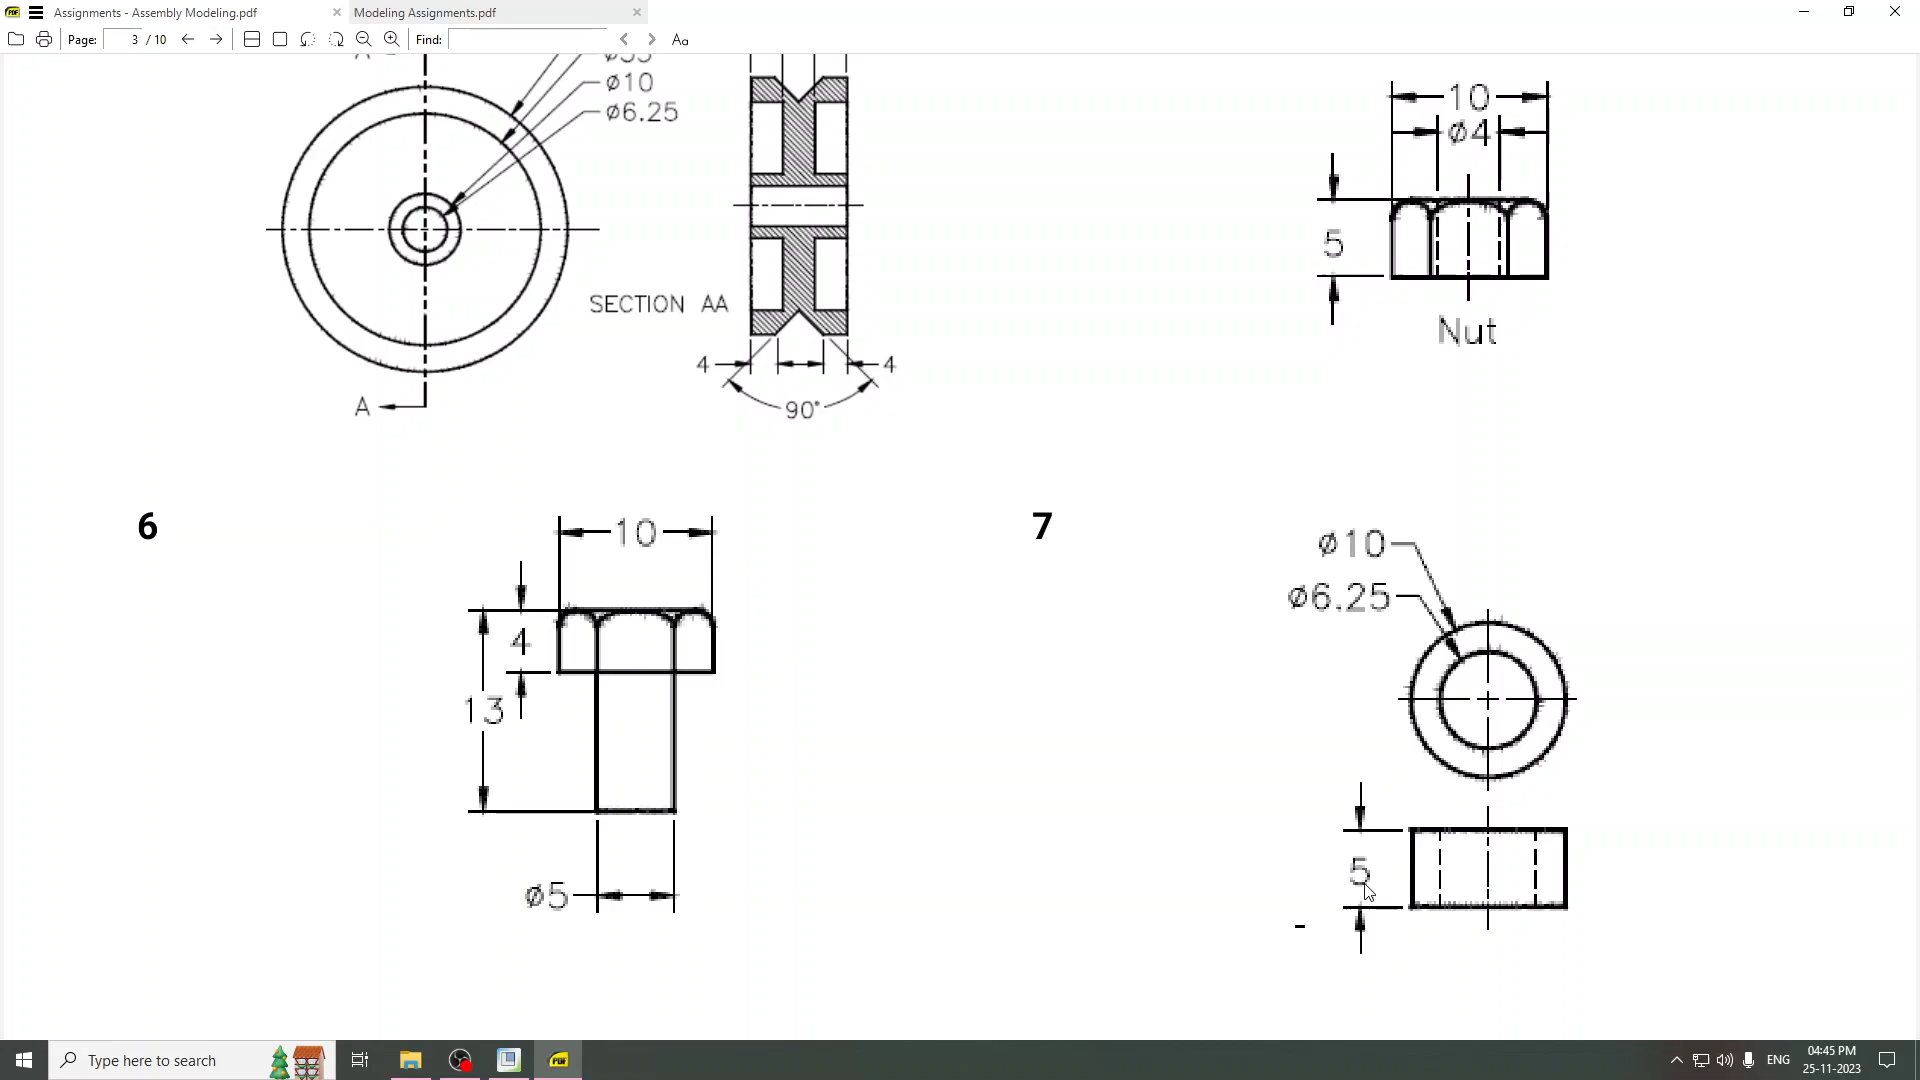 Assignments - Assembly Modeling.pdf
Modeling Assignments.pdf
Page: 3 / 10
Find:
Aa
ø10
ø6.25
SECTION AA
4
4
90°
A
10
ø4
5
Nut
6
10
4
13
ø5
7
ø10
ø6.25
5
Type here to search
PDF
ENG
04:45 PM
25-11-2023